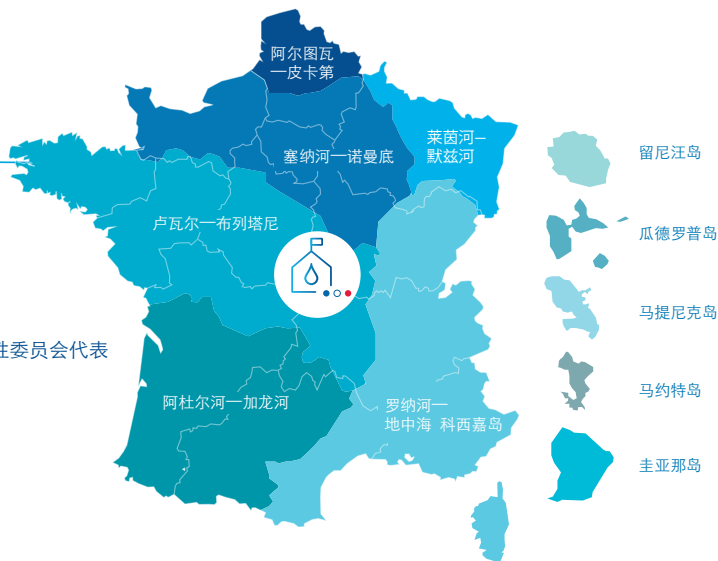 阿尔图瓦
一皮卡第
莱茵河—
默兹河
塞纳河一诺曼底
留尼汪岛
卢瓦尔一布列塔尼
瓜德罗普岛
马提尼克岛
性委员会代表
马约特岛
阿杜尔河一加龙河
罗纳河一
地中海 科西嘉岛
圭亚那岛